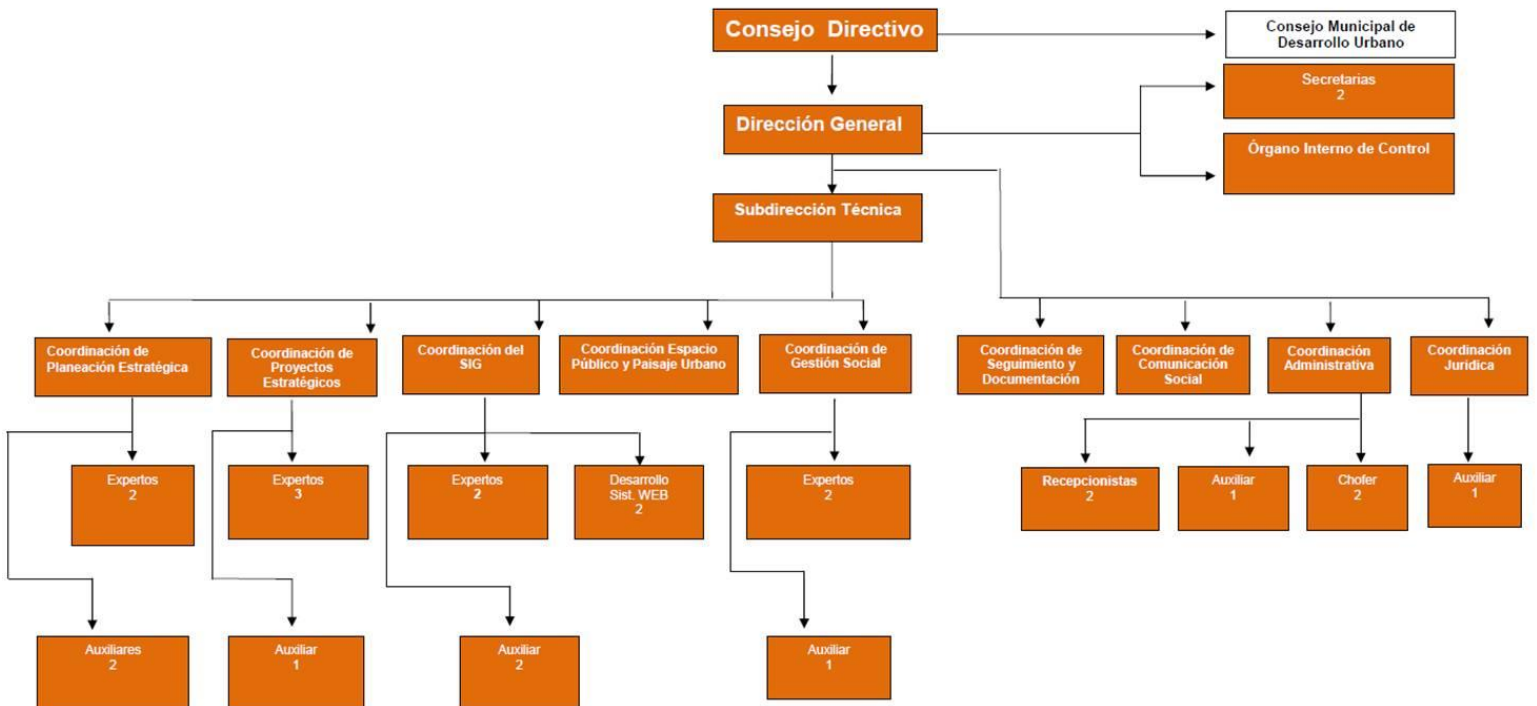 Consejo Directivo
Consejo Municipal de
Desarrollo Urbano
Secretarias
2
Dirección General
Órgano Interno de Control
Subdirección Técnica
Coordinación de
Planeación Estratégica
Coordinación de
Proyectos
Estratégicos
Coordinación del
SIG
Coordinación Espacio
Público y Paisaje Urbano
Coordinación de
Gestión Social
Coordinación de
Seguimiento y
Documentación
Coordinación de
Comunicación
Social
Coordinación
Administrativa
Coordinación
Jurídica
Expertos
2
Expertos
3
Expertos
2
Desarrollo
Sist. WEB
2
Expertos
2
Recepcionistas
2
Auxiliar
1
Chofer
2
Auxiliar
1
Auxiliares
2
Auxiliar
1
Auxiliar
2
Auxiliar
1